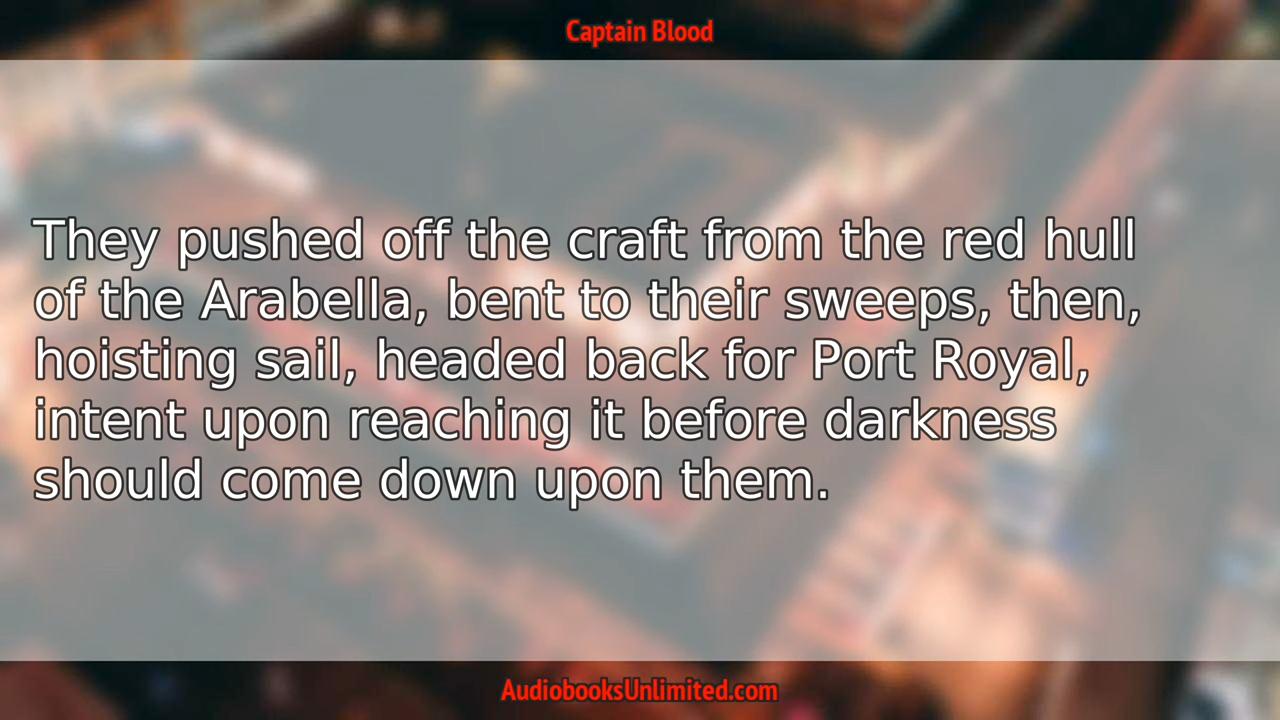 Captain Blood
They pushed off the craft from the red hull
of the Arabella, bent to their sweeps, then,
hoisting sail, headed back for Port Royal,
intent upon reaching it before darkness
should come down upon them.
AudiobooksUnlimited.com